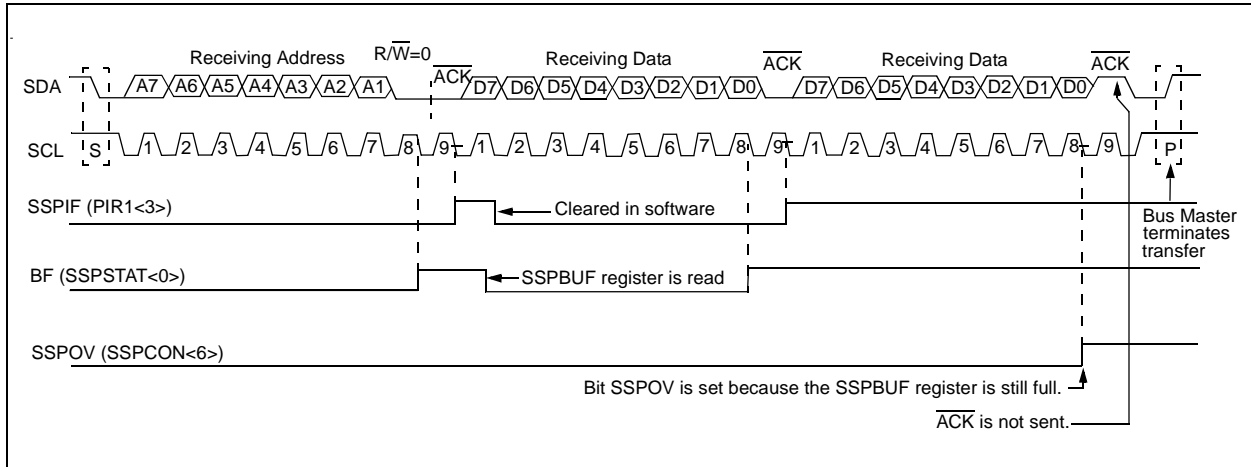 Receiving Address R/W=0 Receiving Data ACK Receiving Data ACK
ACK
SDA A7 A6 A5 A4 A3 A2 A1 D7 D6 D5 D4 D3 D2 D1 D0 D7 D6 D5 D4 D3 D2 D1 D0
SCL S 1 2 3 4 5 6 7 8 9 1 2 3 4 5 6 7 8 9 1 2 3 4 5 6 7 8 9 P
SSPIF (PIR1<3>)
Cleared in software
Bus Master
terminates
transfer
BF (SSPSTAT<0>)
SSPBUF register is read
SSPOV (SSPCON<6>)
Bit SSPOV is set because the SSPBUF register is still full.
ACK is not sent.